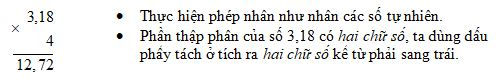 3,18
×
4
12,72
• Thực hiện phép nhân như nhân các số tự nhiên.
• Phần thập phân của số 3,18 có hai chữ số, ta dùng dấu
phẩy tách ở tích ra hai chữ số kể từ phải sang trái.